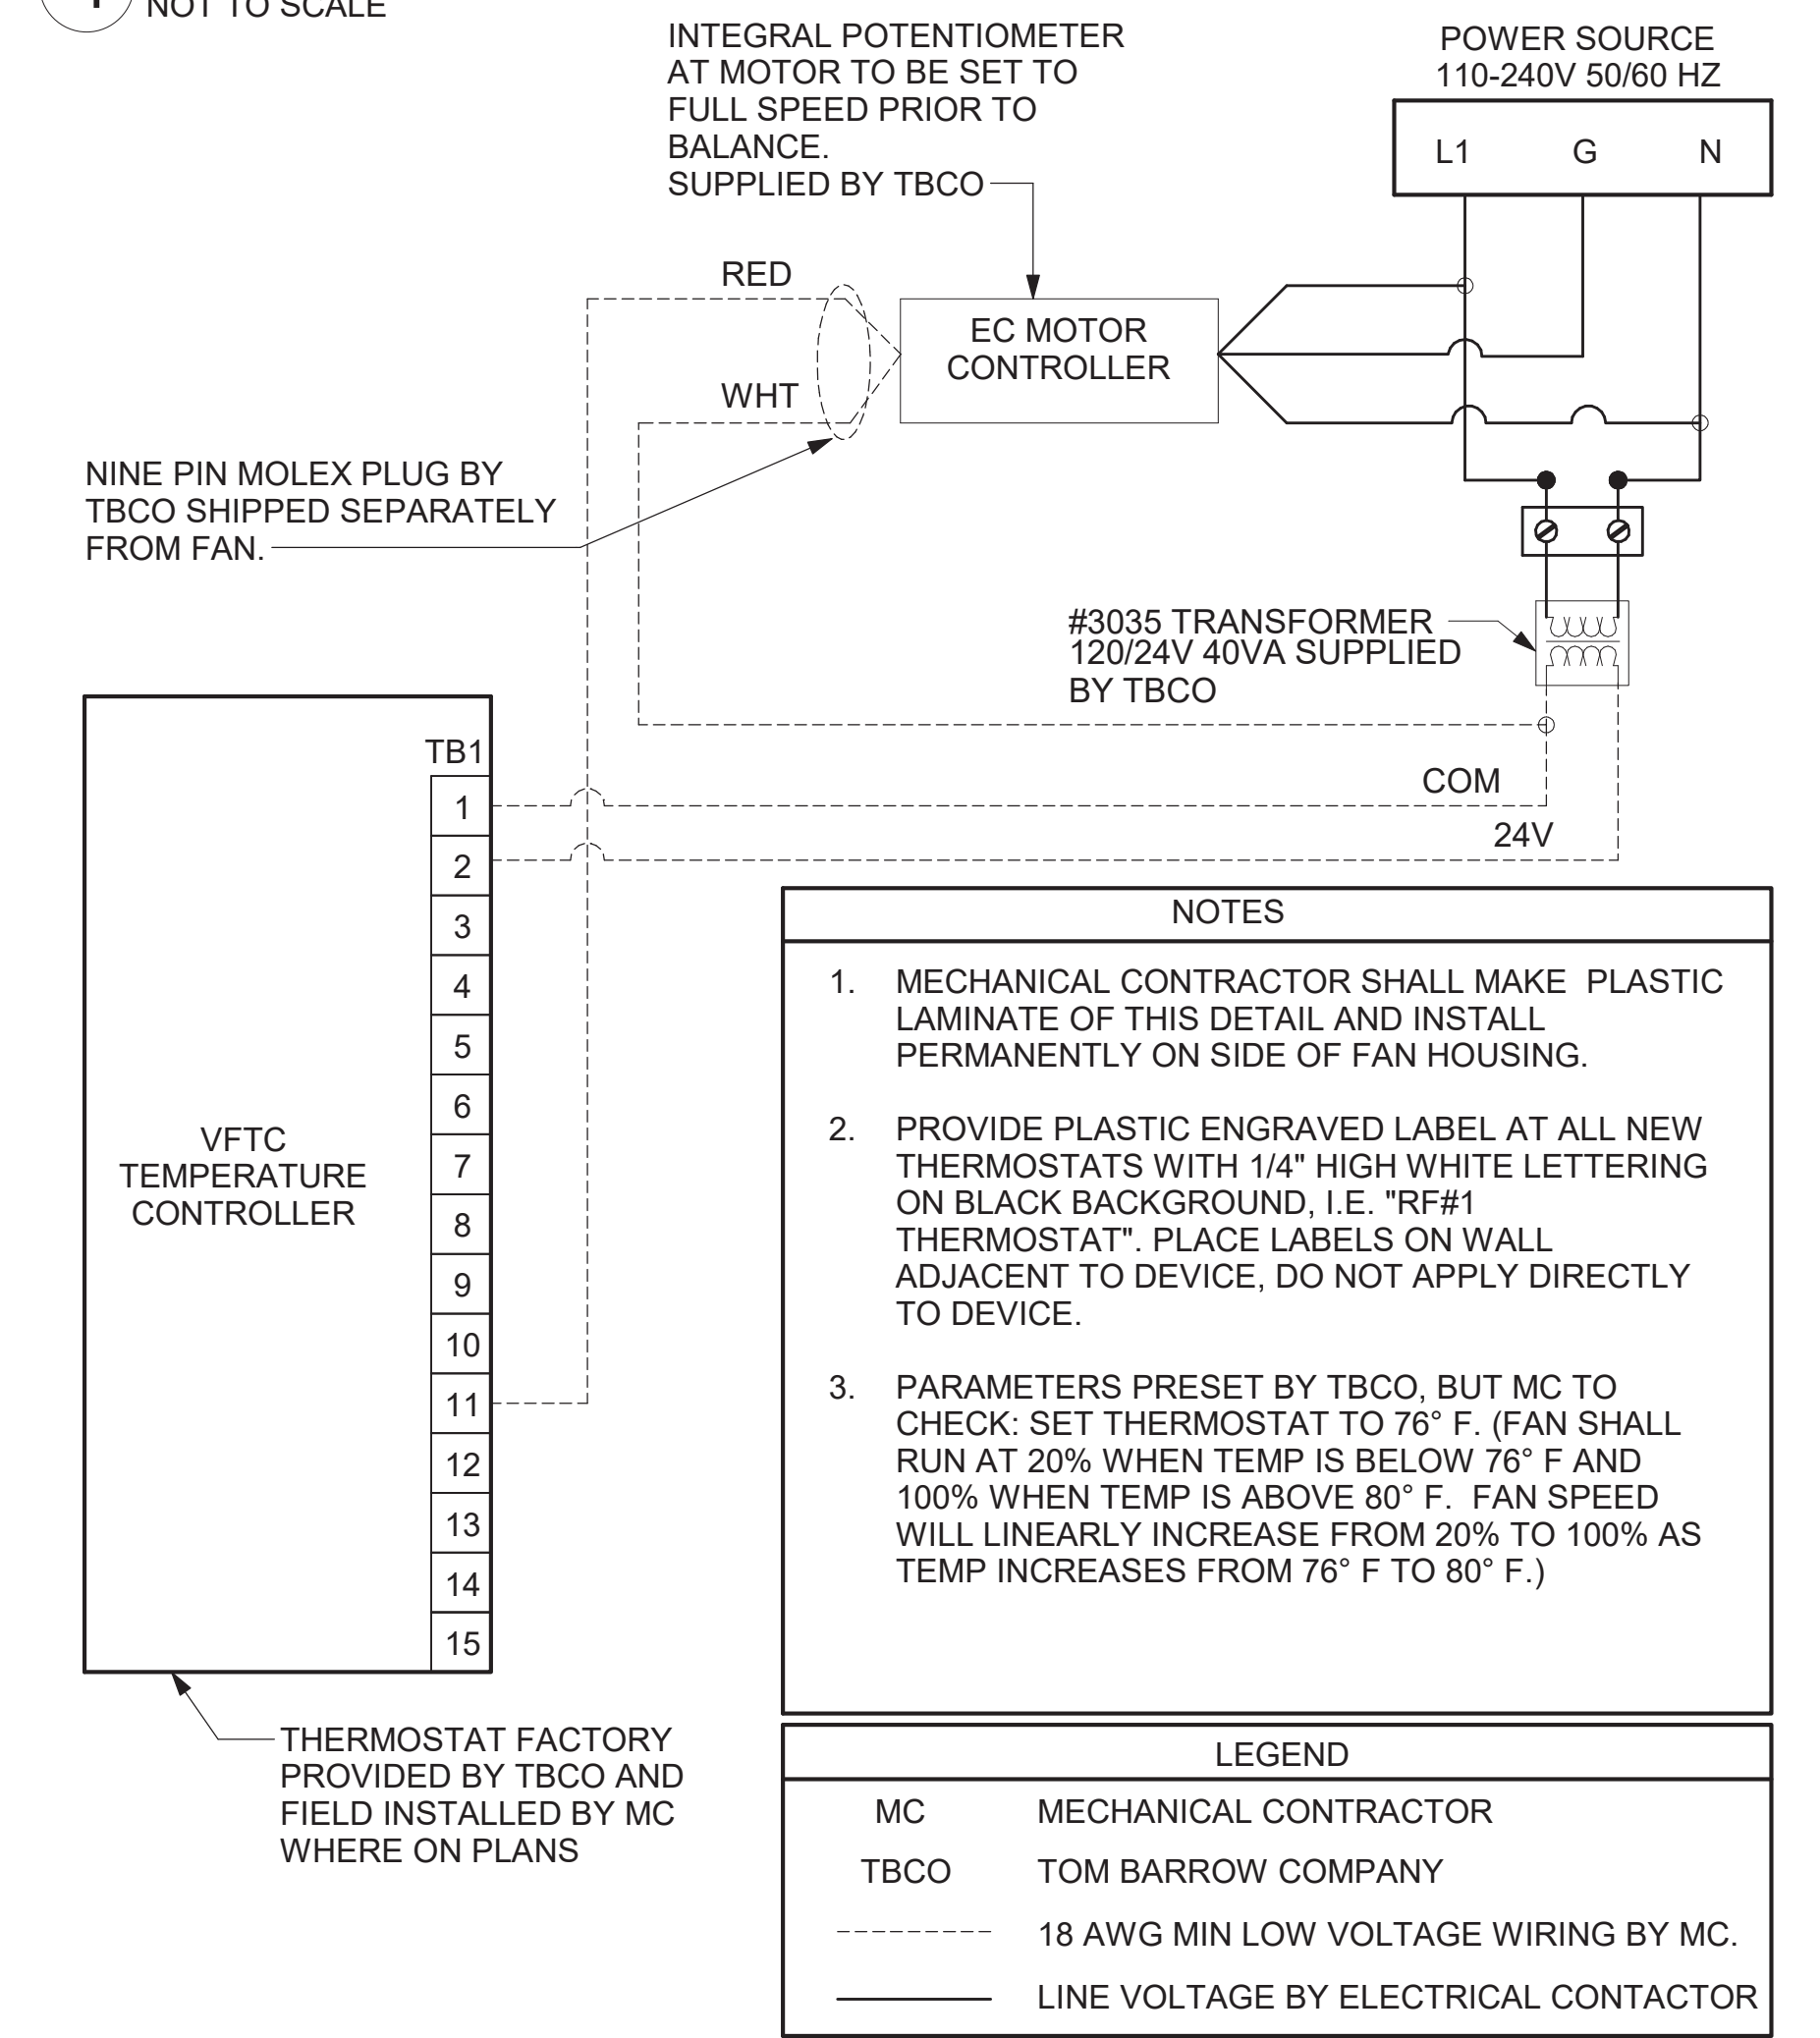 NOT TO SCALE
INTEGRAL POTENTIOMETER
AT MOTOR TO BE SET TO
FULL SPEED PRIOR TO
BALANCE.
SUPPLIED BY TBCO
POWER SOURCE
110-240V 50/60 HZ
L1 G N
RED
EC MOTOR
CONTROLLER
WHT
NINE PIN MOLEX PLUG BY
TBCO SHIPPED SEPARATELY
FROM FAN.
#3035 TRANSFORMER
120/24V 40VA SUPPLIED
BY TBCO
COM
24V
TB1
1
2
3
4
5
6
7
8
9
10
11
12
13
14
15
VFTC
TEMPERATURE
CONTROLLER
THERMOSTAT FACTORY
PROVIDED BY TBCO AND
FIELD INSTALLED BY MC
WHERE ON PLANS
NOTES
1. MECHANICAL CONTRACTOR SHALL MAKE PLASTIC
LAMINATE OF THIS DETAIL AND INSTALL
PERMANENTLY ON SIDE OF FAN HOUSING.
2. PROVIDE PLASTIC ENGRAVED LABEL AT ALL NEW
THERMOSTATS WITH 1/4" HIGH WHITE LETTERING
ON BLACK BACKGROUND, I.E. "RF#1
THERMOSTAT". PLACE LABELS ON WALL
ADJACENT TO DEVICE, DO NOT APPLY DIRECTLY
TO DEVICE.
3. PARAMETERS PRESET BY TBCO, BUT MC TO
CHECK: SET THERMOSTAT TO 76° F. (FAN SHALL
RUN AT 20% WHEN TEMP IS BELOW 76° F AND
100% WHEN TEMP IS ABOVE 80° F. FAN SPEED
WILL LINEARLY INCREASE FROM 20% TO 100% AS
TEMP INCREASES FROM 76° F TO 80° F.)
LEGEND
MC MECHANICAL CONTRACTOR
TBCO TOM BARROW COMPANY
18 AWG MIN LOW VOLTAGE WIRING BY MC.
LINE VOLTAGE BY ELECTRICAL CONTACTOR